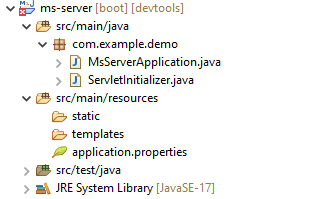 ms-server [boot] [devtools]
src/main/java
com.example.demo
MsServerApplication.java
ServletInitializer.java
src/main/resources
static
templates
application.properties
src/test/java
JRE System Library [JavaSE-17]